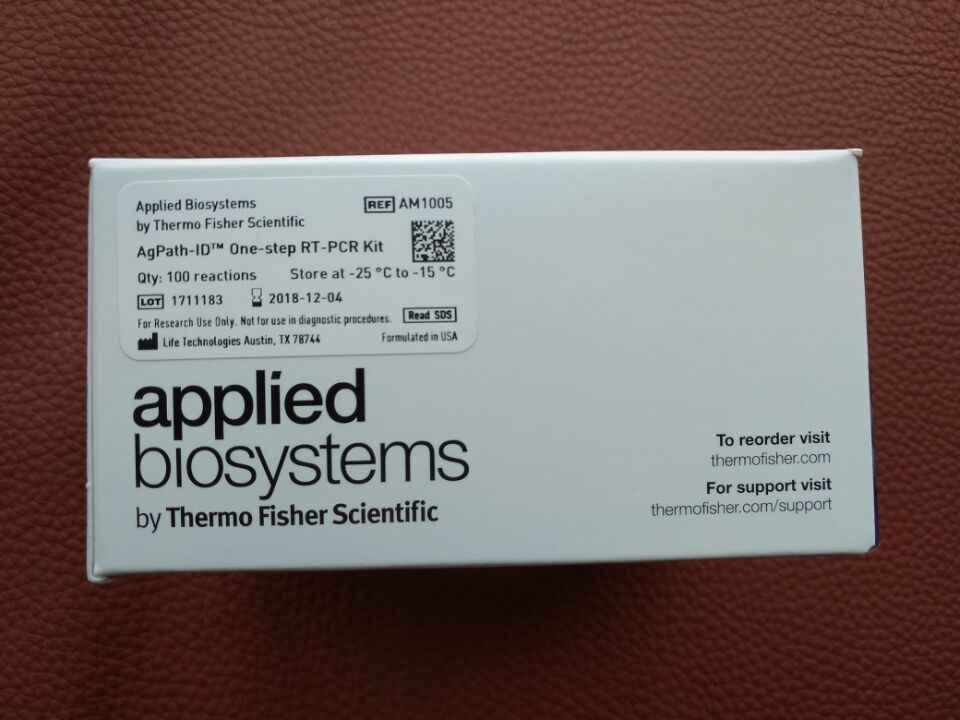 Applied Biosystems
by Thermo Fisher Scientific
REF AM1005
AgPath-ID™ One-step RT-PCR Kit
Qty: 100 reactions Store at -25 °C to -15 °C
LOT 1711183 2018-12-04
For Research Use Only. Not for use in diagnostic procedures. Read SDS
Life Technologies Austin, TX 78744 Formulated in USA
applied
biosystems
by Thermo Fisher Scientific
To reorder visit
thermofisher.com
For support visit
thermofisher.com/support